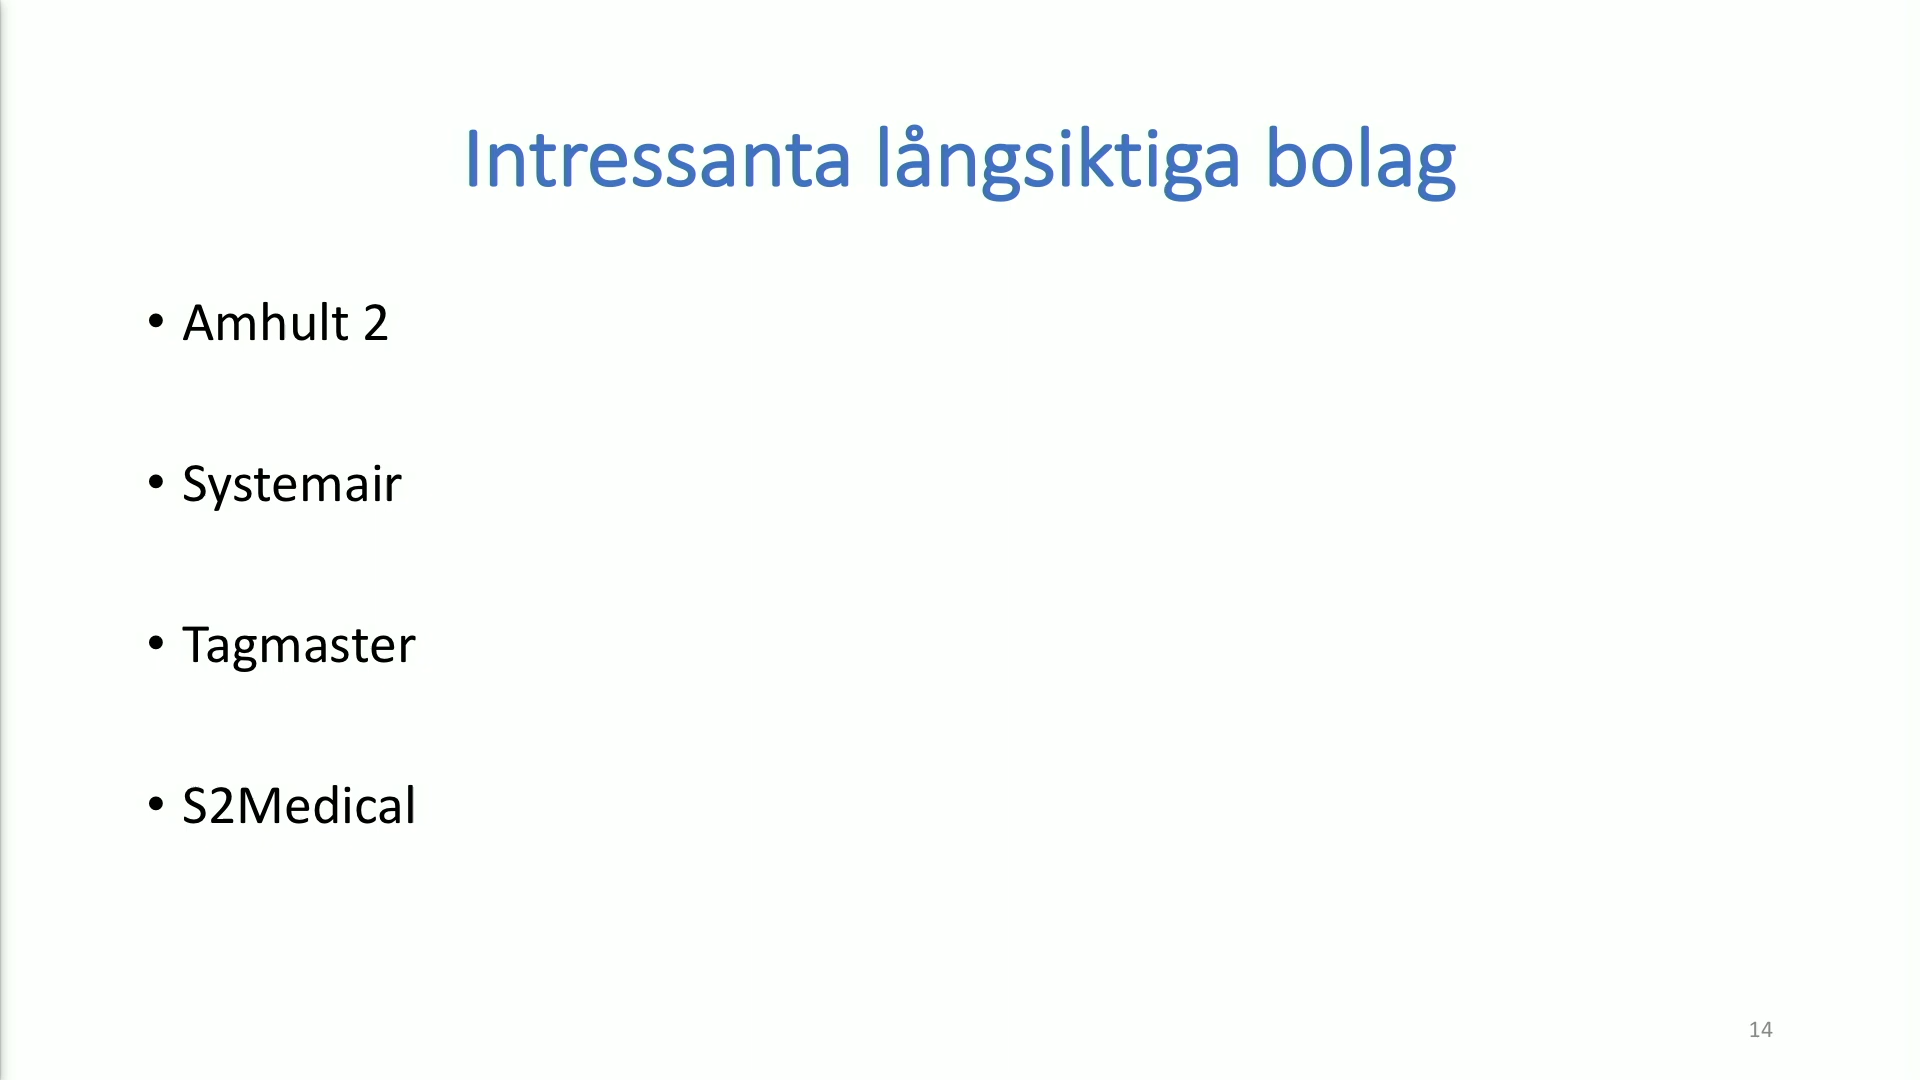 Intressanta långsiktiga bolag
• Amhult 2
• Systemair
• Tagmaster
• S2Medical
14